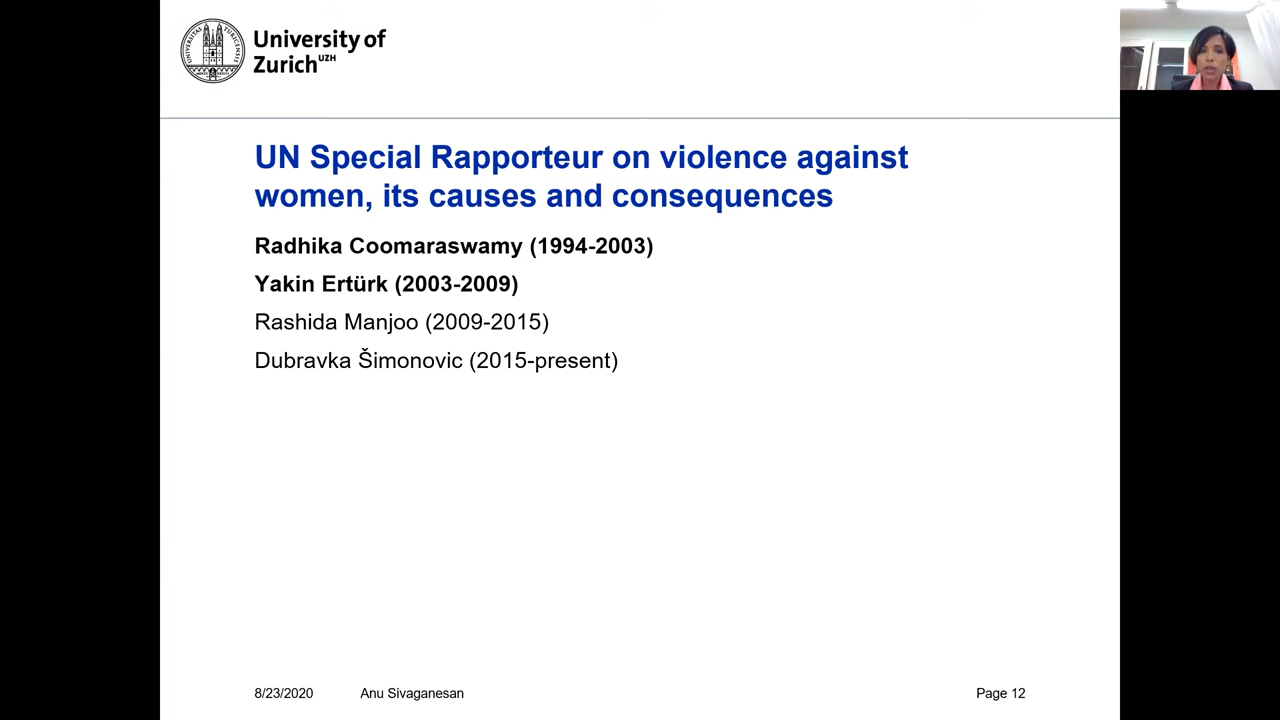 University of
Zurich UZH
UN Special Rapporteur on violence against
women, its causes and consequences
Radhika Coomaraswamy (1994-2003)
Yakin Ertürk (2003-2009)
Rashida Manjoo (2009-2015)
Dubravka Šimonovic (2015-present)
8/23/2020 Anu Sivaganesan Page 12